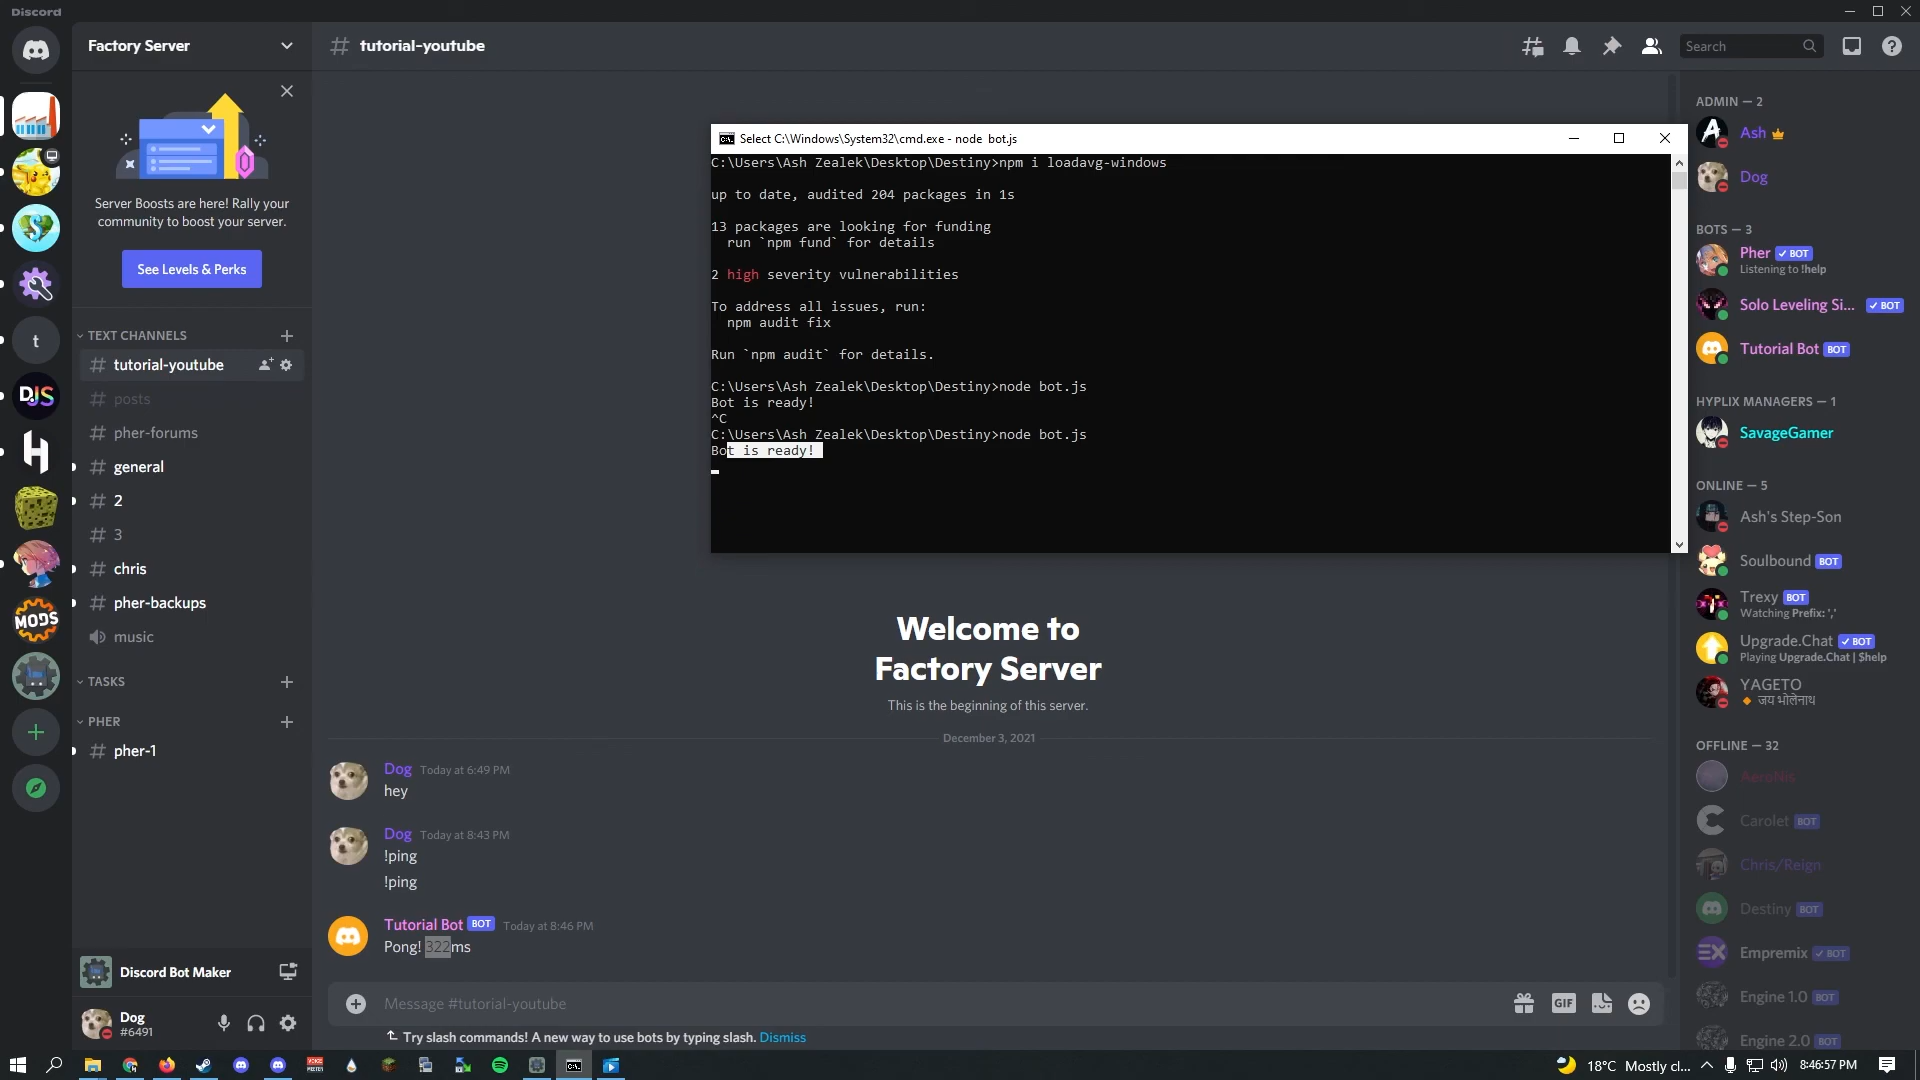 Discord
Factory Server
Server Boosts are here! Rally your
community to boost your server.
See Levels & Perks
TEXT CHANNELS
tutorial-youtube
posts
pher-forums
general
2
3
chris
pher-backups
music
TASKS
PHER
pher-1
Discord Bot Maker
Dog
#6491
t
DJS
H
MODS
tutorial-youtube
Search
Select C:\Windows\System32\cmd.exe - node bot.js
C:\Users\Ash Zealek\Desktop\Destiny>npm i loadavg-windows
up to date, audited 204 packages in 1s
13 packages are looking for funding
run `npm fund` for details
2 high severity vulnerabilities
To address all issues, run:
npm audit fix
Run `npm audit` for details.
C:\Users\Ash Zealek\Desktop\Destiny>node bot.js
Bot is ready!
^C
C:\Users\Ash Zealek\Desktop\Destiny>node bot.js
Bot is ready!
Welcome to
Factory Server
This is the beginning of this server.
December 3, 2021
Dog Today at 6:49 PM
hey
Dog Today at 8:43 PM
!ping
!ping
Tutorial Bot BOT Today at 8:46 PM
Pong! 322ms
Message #tutorial-youtube
GIF
Try slash commands! A new way to use bots by typing slash. Dismiss
ADMIN — 2
Ash
Dog
BOTS — 3
Pher ✓ BOT
Listening to !help
Solo Leveling Si... ✓ BOT
Tutorial Bot BOT
HYPLIX MANAGERS — 1
SavageGamer
ONLINE — 5
Ash's Step-Son
Soulbound BOT
Trexy BOT
Watching Prefix: ','
Upgrade.Chat ✓ BOT
Playing Upgrade.Chat | $help
YAGETO
🔸 जय भोलेनाथ
OFFLINE — 32
AeroNis
Carolet BOT
Chris/Reign
Destiny BOT
Empremix ✓ BOT
Engine 1.0 BOT
Engine 2.0 BOT
18°C Mostly cl...
8:46:57 PM